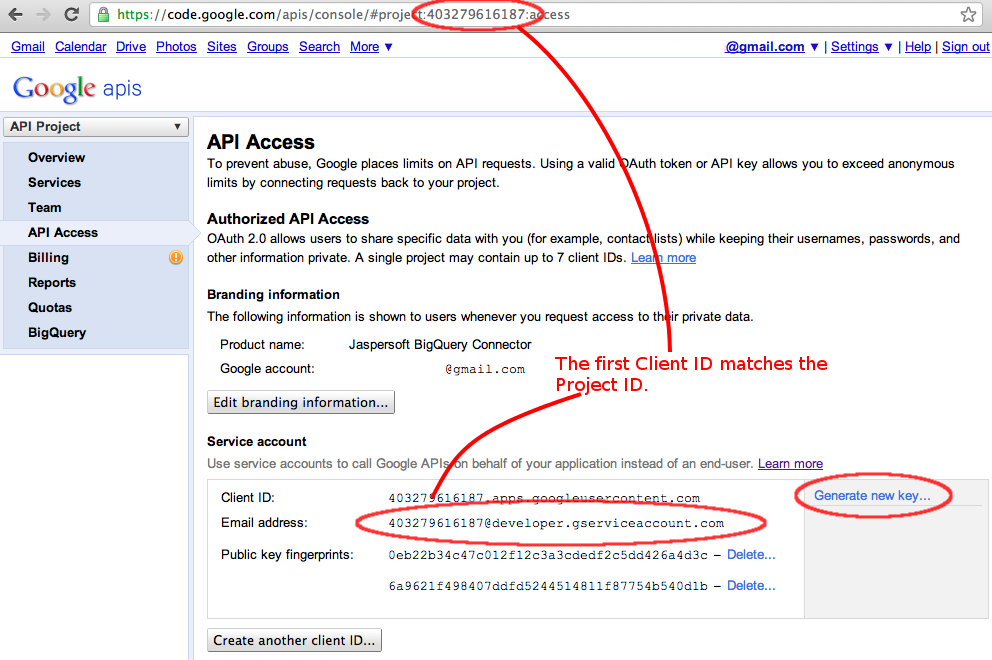 https://code.google.com/apis/console/#project:403279616187:access
Gmail Calendar Drive Photos Sites Groups Search More ▼ @gmail.com ▼ | Settings ▼ | Help | Sign out
Google apis
API Project ▼
Overview
Services
Team
API Access
Billing
Reports
Quotas
BigQuery
API Access
To prevent abuse, Google places limits on API requests. Using a valid OAuth token or API key allows you to exceed anonymous
limits by connecting requests back to your project.
Authorized API Access
OAuth 2.0 allows users to share specific data with you (for example, contact lists) while keeping their usernames, passwords, and
other information private. A single project may contain up to 7 client IDs. Learn more
Branding information
The following information is shown to users whenever you request access to their private data.
Product name: Jaspersoft BigQuery Connector
Google account: @gmail.com
The first Client ID matches the
Project ID.
Edit branding information...
Service account
Use service accounts to call Google APIs on behalf of your application instead of an end-user. Learn more
Client ID: 403279616187.apps.googleusercontent.com
Generate new key...
Email address: 403279616187@developer.gserviceaccount.com
Public key fingerprints: 0eb22b34c47c012f12c3a3cdedf2c5dd426a4d3c – Delete...
6a9621f498407ddfd5244514811f87754b540d1b – Delete...
Create another client ID...